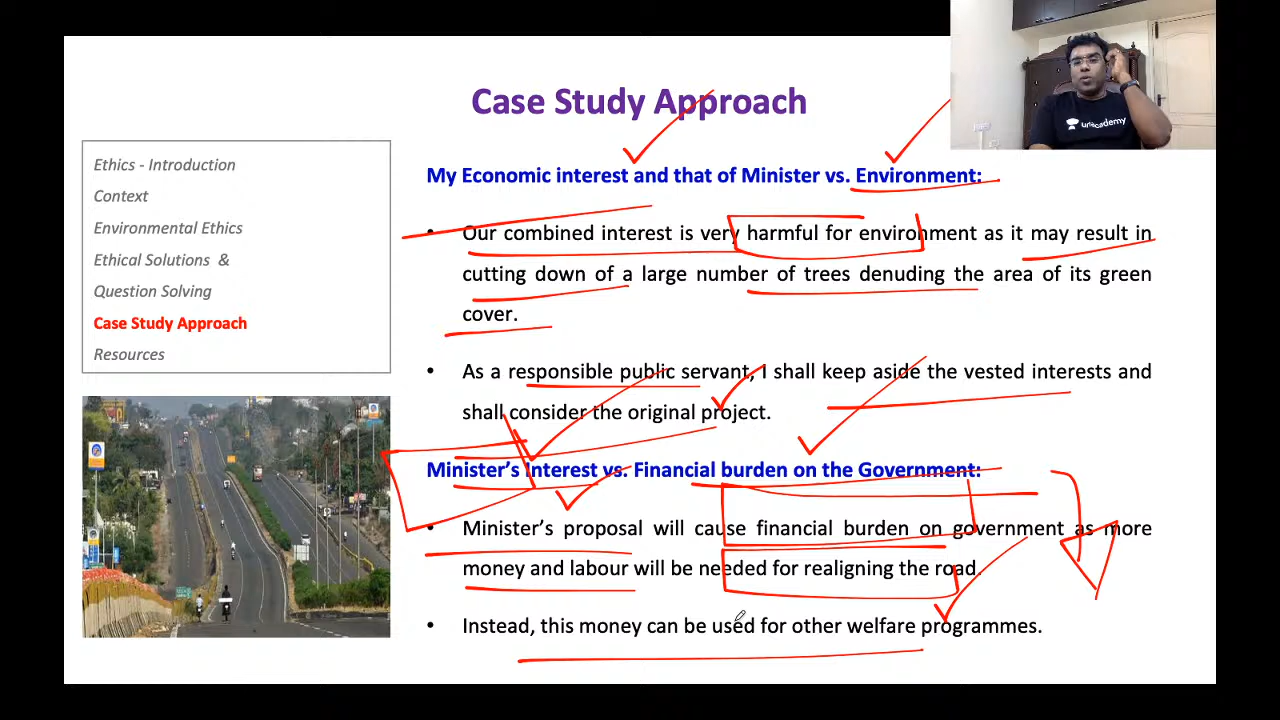 Case Study Approach
unacademy
Ethics - Introduction
Context
Environmental Ethics
Ethical Solutions &
Question Solving
Case Study Approach
Resources
My Economic interest and that of Minister vs. Environment:
• Our combined interest is very harmful for environment as it may result in
cutting down of a large number of trees denuding the area of its green
cover.
• As a responsible public servant, I shall keep aside the vested interests and
shall consider the original project.
Minister's Interest vs. Financial burden on the Government:
• Minister's proposal will cause financial burden on government as more
money and labour will be needed for realigning the road.
• Instead, this money can be used for other welfare programmes.